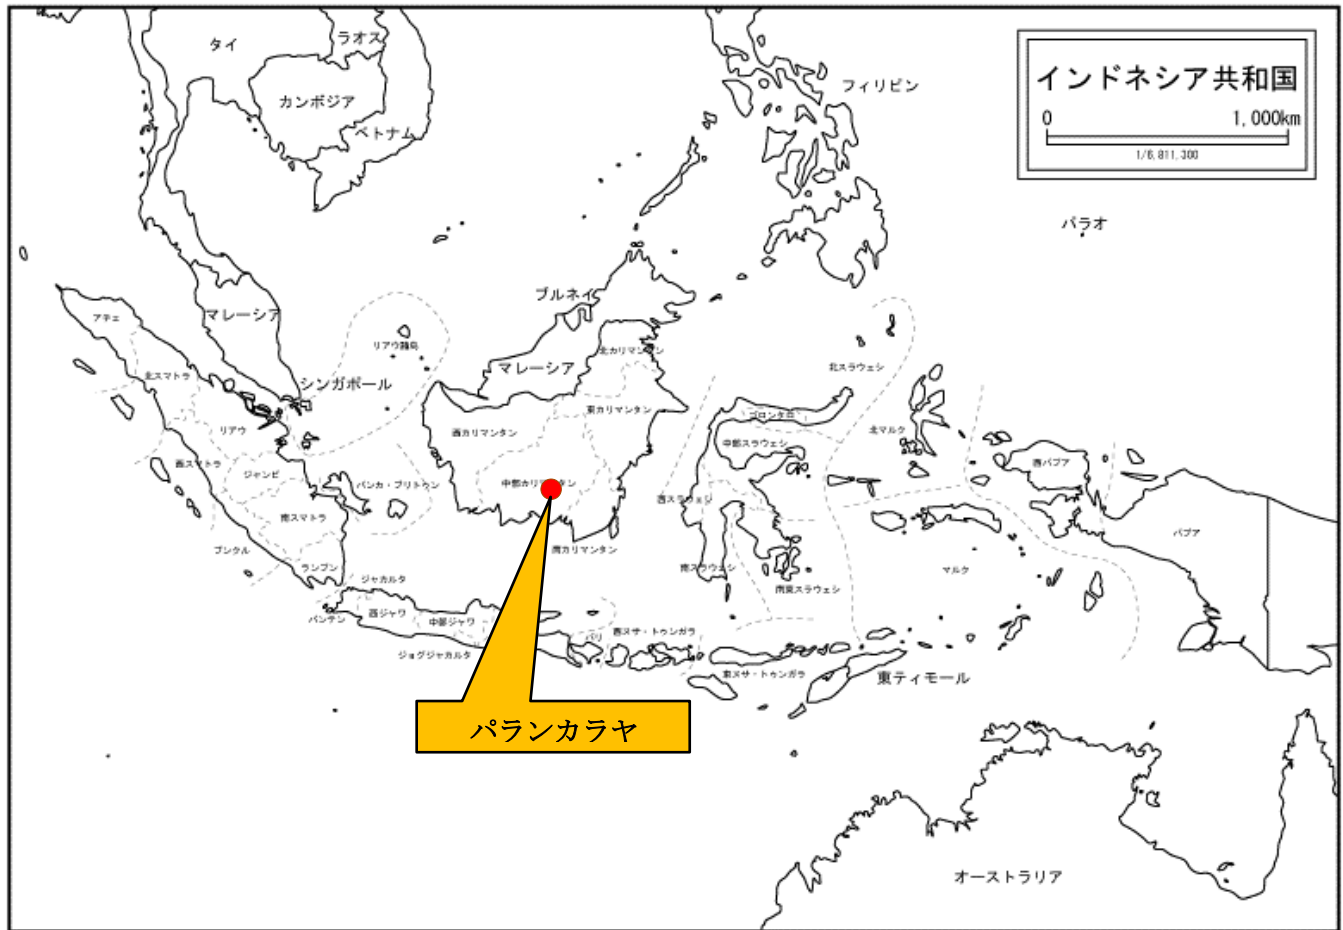 タイ
ラオス
カンボジア
ベトナム
フィリピン
インドネシア共和国
0 1,000km
1/6,811,300
パラオ
ブルネイ
マレーシア
アチェ
リアウ諸島
北カリマンタン
マレーシア
北スマトラ
シンガポール
北スラウェシ
東カリマンタン
ゴロンタロ
リアウ
西カリマンタン
北マルク
中部スラウェシ
西スマトラ
ジャンビ
西パプア
バンカ・ブリトゥン
中部カリマンタン
西スラウェシ
南スマトラ
パプア
ブンクル
南カリマンタン
ランプン
南スラウェシ
マルク
ジャカルタ
南東スラウェシ
バンテン
西ジャワ
中部ジャワ
バリ
西ヌサ・トゥンガラ
ジョグジャカルタ
東ヌサ・トゥンガラ
東ティモール
パランカラヤ
オーストラリア